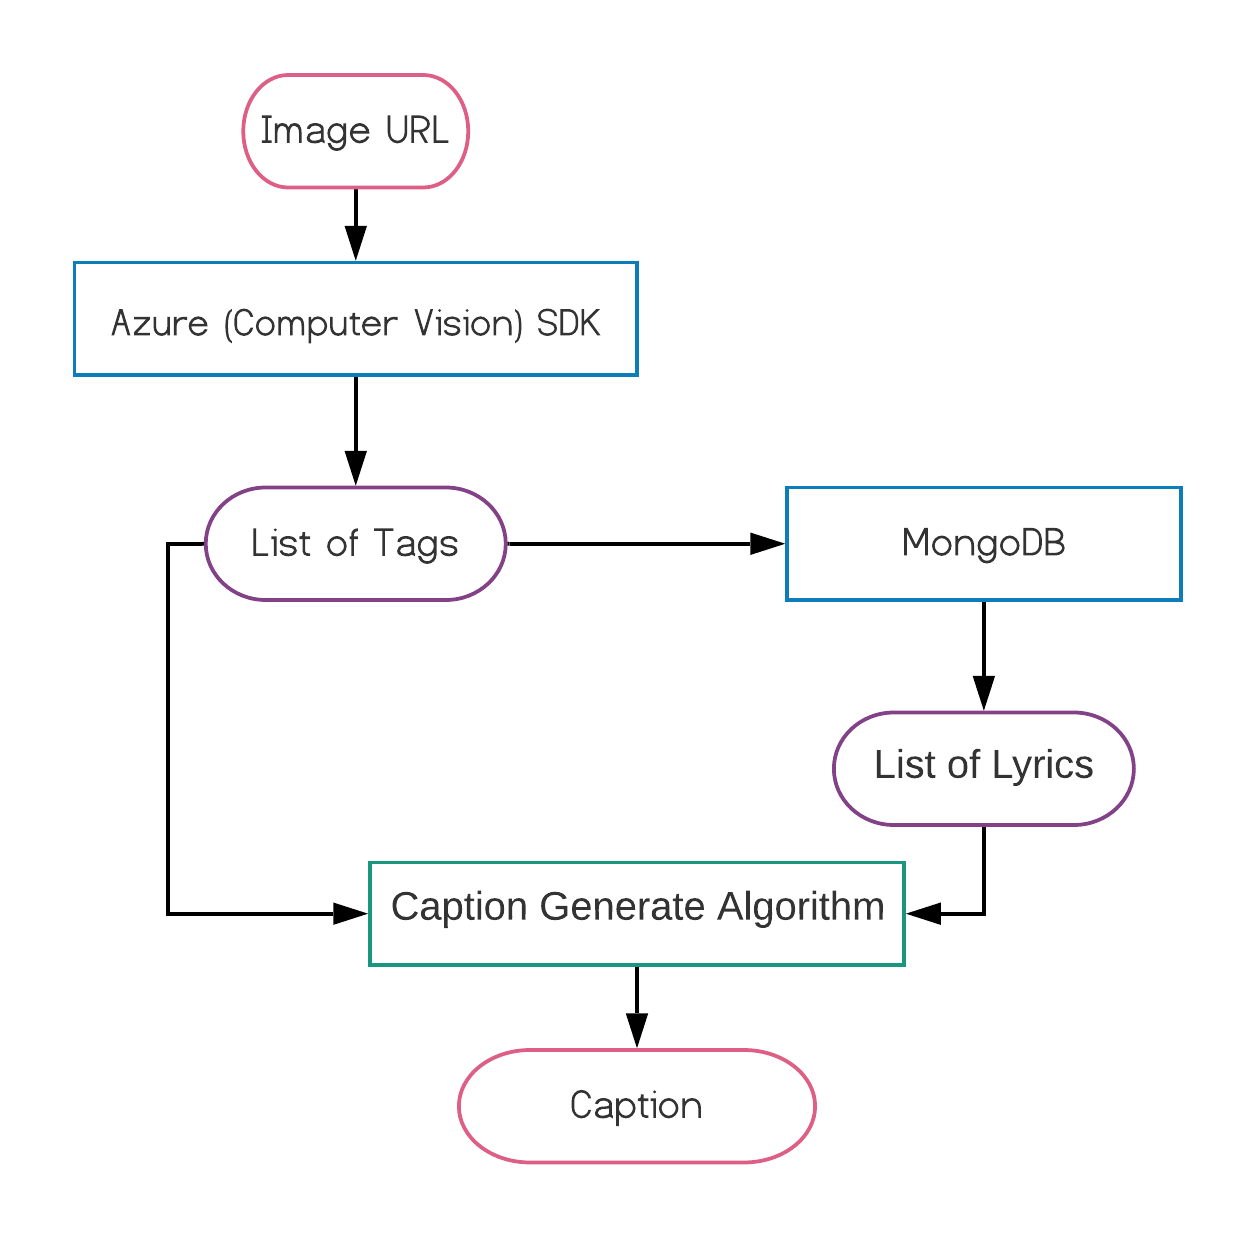 Image URL
Azure (Computer Vision) SDK
List of Tags
MongoDB
List of Lyrics
Caption Generate Algorithm
Caption